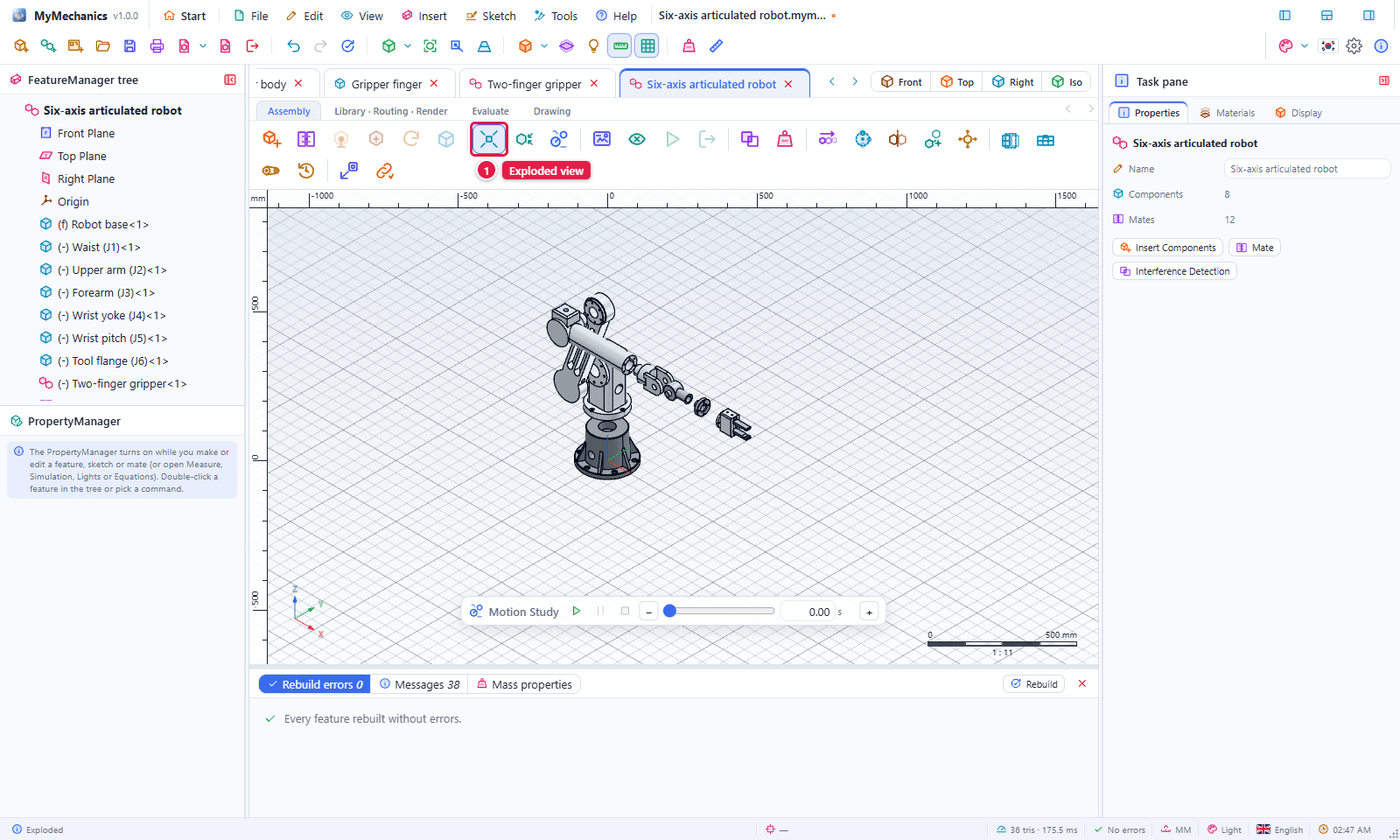 MyMechanics v1.0.0 Start File Edit View Insert Sketch Tools Help Six-axis articulated robot.mym...
FeatureManager tree
Six-axis articulated robot
Front Plane
Top Plane
Right Plane
Origin
(f) Robot base<1>
(-) Waist (J1)<1>
(-) Upper arm (J2)<1>
(-) Forearm (J3)<1>
(-) Wrist yoke (J4)<1>
(-) Wrist pitch (J5)<1>
(-) Tool flange (J6)<1>
(-) Two-finger gripper<1>
PropertyManager
The PropertyManager turns on while you make or
edit a feature, sketch or mate (or open Measure,
Simulation, Lights or Equations). Double-click a
feature in the tree or pick a command.
body Gripper finger Two-finger gripper Six-axis articulated robot Front Top Right Iso
Assembly Library · Routing · Render Evaluate Drawing
1 Exploded view
mm -1000 -500 0 500 1000 1500
500
0
500
Z
Y
X
Motion Study 0.00 s
0 500 mm
1 : 11
Rebuild errors 0 Messages 38 Mass properties Rebuild
Every feature rebuilt without errors.
Task pane
Properties Materials Display
Six-axis articulated robot
Name Six-axis articulated robot
Components 8
Mates 12
Insert Components Mate
Interference Detection
Exploded — 36 tris · 175.5 ms No errors MM Light English 02:47 AM